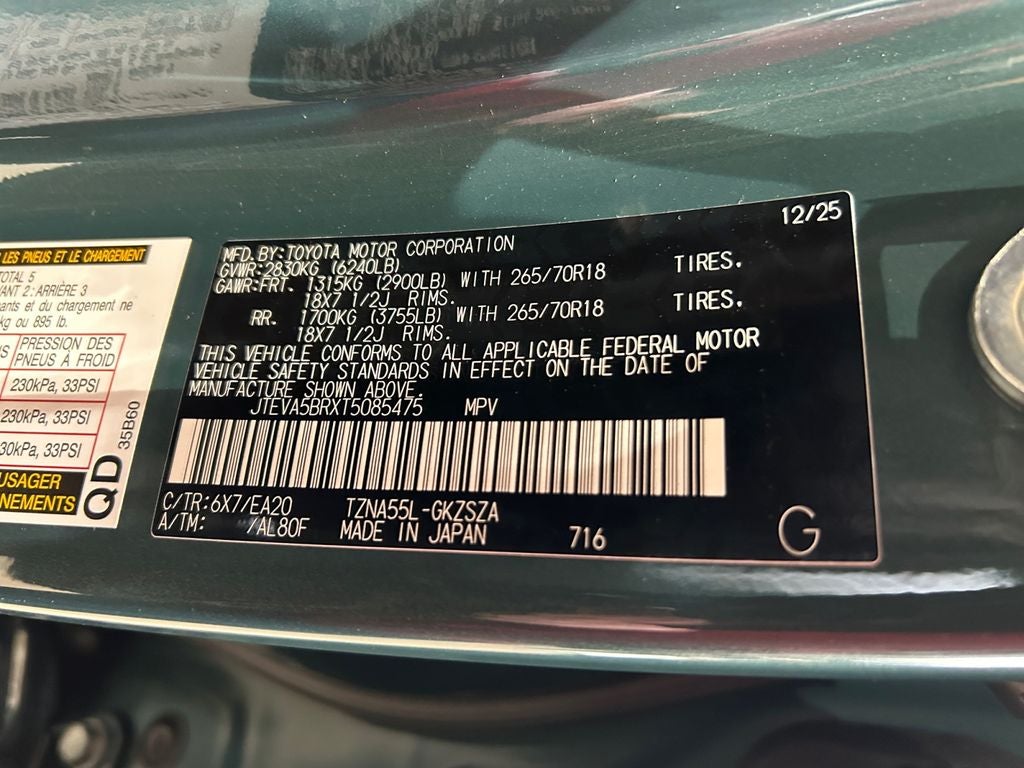 12/25
MFD.BY:TOYOTA MOTOR CORPORATION
GVWR:2830KG (6240LB)
GAWR:FRT. 1315KG (2900LB) WITH 265/70R18 TIRES.
18X7 1/2J RIMS.
RR. 1700KG (3755LB) WITH 265/70R18 TIRES.
18X7 1/2J RIMS.
THIS VEHICLE CONFORMS TO ALL APPLICABLE FEDERAL MOTOR
VEHICLE SAFETY STANDARDS IN EFFECT ON THE DATE OF
MANUFACTURE SHOWN ABOVE.
JTEVA5BRXT5085475 MPV
C/TR:6X7/EA20 TZNA55L-GKZSZA
A/TM: /AL80F MADE IN JAPAN 716 G
LES PNEUS ET LE CHARGEMENT
TOTAL 5
VANT 2:ARRIÈRE 3
ants et du chargement ne
kg ou 895 lb.
PRESSION DES
PNEUS À FROID
230kPa, 33PSI
230kPa, 33PSI
30kPa, 33PSI
USAGER
NEMENTS
QD 35B60